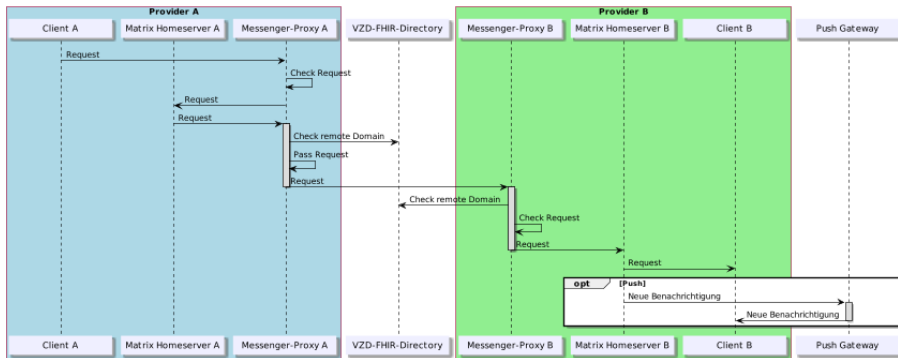 Provider A
Provider B
Client A
Matrix Homeserver A
Messenger-Proxy A
VZD-FHIR-Directory
Messenger-Proxy B
Matrix Homeserver B
Client B
Push Gateway
Request
Check Request
Request
Request
Check remote Domain
Pass Request
Request
Check remote Domain
Check Request
Request
Request
opt
[Push]
Neue Benachrichtigung
Neue Benachrichtigung
Client A
Matrix Homeserver A
Messenger-Proxy A
VZD-FHIR-Directory
Messenger-Proxy B
Matrix Homeserver B
Client B
Push Gateway